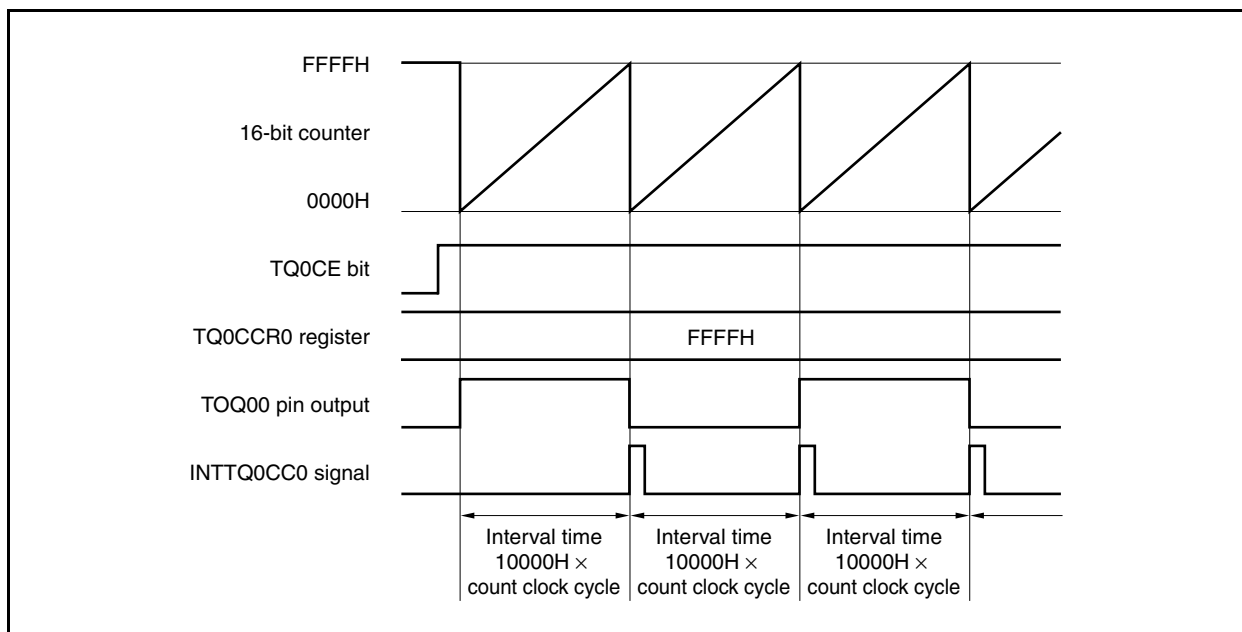 FFFFH
16-bit counter
0000H
TQ0CE bit
TQ0CCR0 register
FFFFH
TOQ00 pin output
INTTQ0CC0 signal
Interval time
10000H ×
count clock cycle
Interval time
10000H ×
count clock cycle
Interval time
10000H ×
count clock cycle